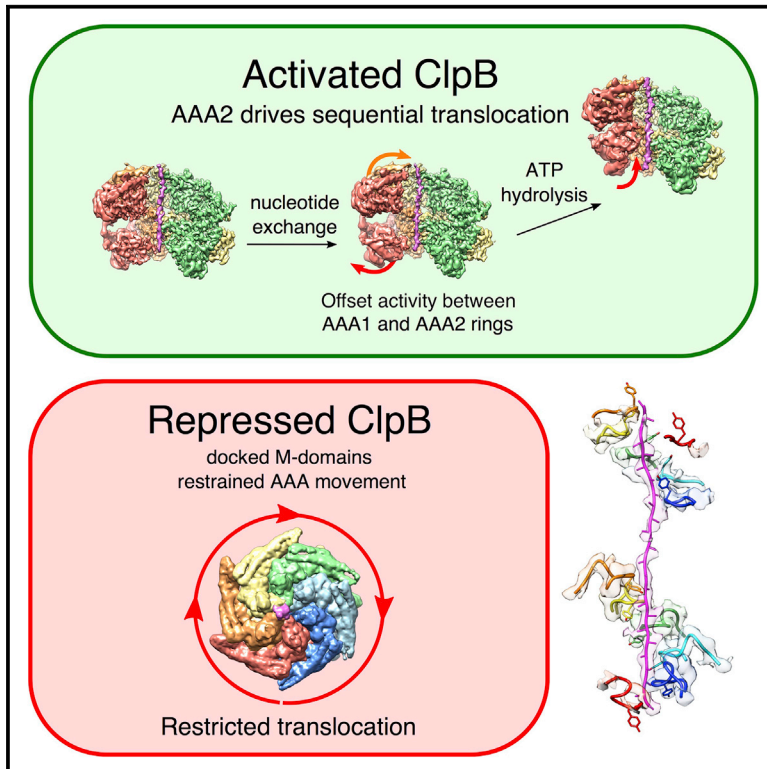 Activated ClpB
AAA2 drives sequential translocation
nucleotide
exchange
ATP
hydrolysis
Offset activity between
AAA1 and AAA2 rings
Repressed ClpB
docked M-domains
restrained AAA movement
Restricted translocation